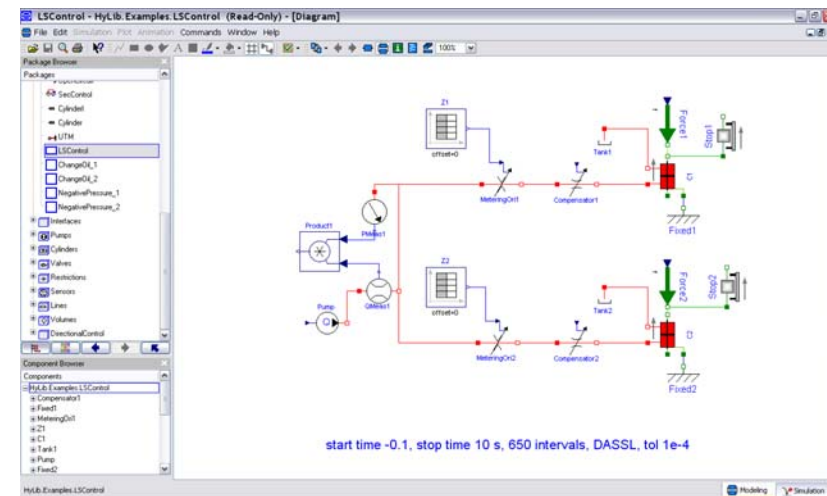 LSControl - HyLib.Examples.LSControl (Read-Only) - [Diagram]
File Edit Simulation Plot Animation Commands Window Help
100%
Package Browser
Packages
SecControl
Cylinderl
Cylinder
UTM
LSControl
ChangeOil_1
ChangeOil_2
NegativePressure_1
NegativePressure_2
Interfaces
Pumps
Cylinders
Valves
Restrictions
Sensors
Lines
Volumes
DirectionalControl
Component Browser
Components
HyLib.Examples.LSControl
Compensator1
Fixed1
MeteringOri1
Z1
C1
Tank1
Pump
Fixed2
Z1
offset=0
MeteringOri1
Compensator1
Tank1
Force1
Stop1
C1
Fixed1
Product1
PMeas1
QMeas1
Pump
Q
Z2
offset=0
MeteringOri2
Compensator2
Tank2
Force2
Stop2
C2
Fixed2
start time -0.1, stop time 10 s, 650 intervals, DASSL, tol 1e-4
HyLib.Examples.LSControl
Modeling
Simulation